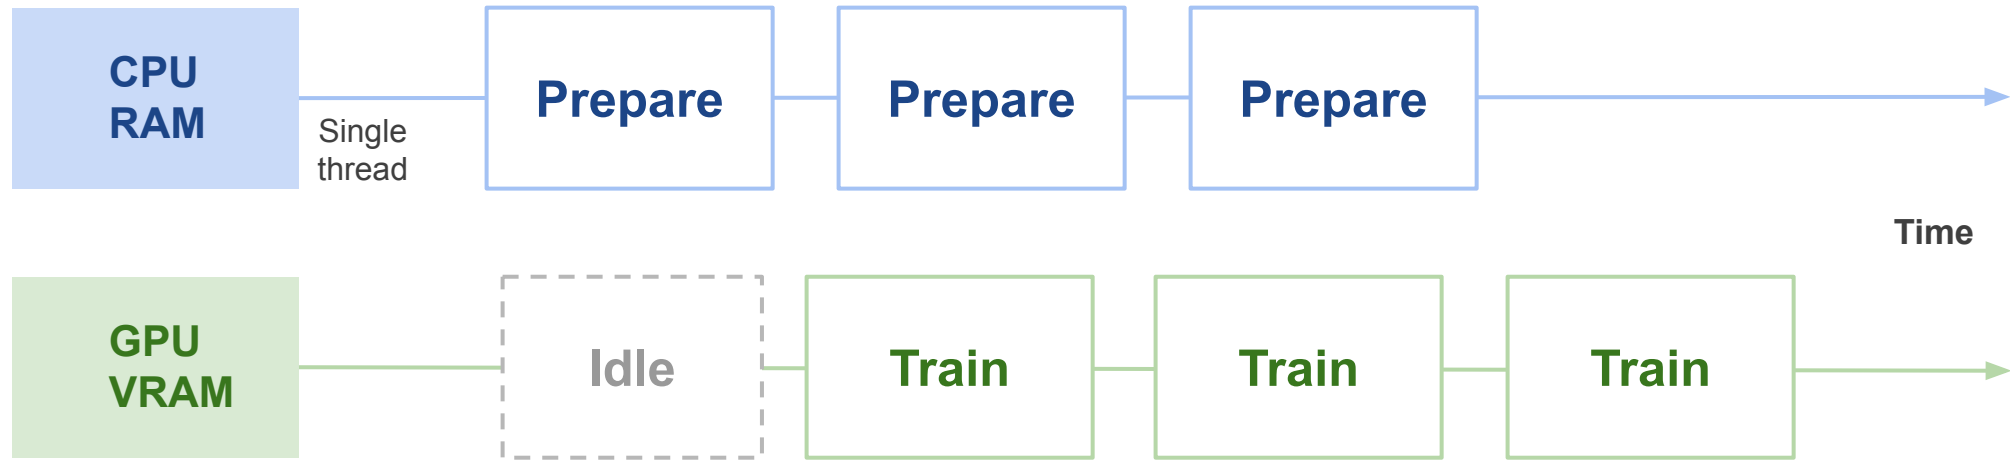 CPU
RAM
Single
thread
Prepare
Prepare
Prepare
Time
GPU
VRAM
Idle
Train
Train
Train